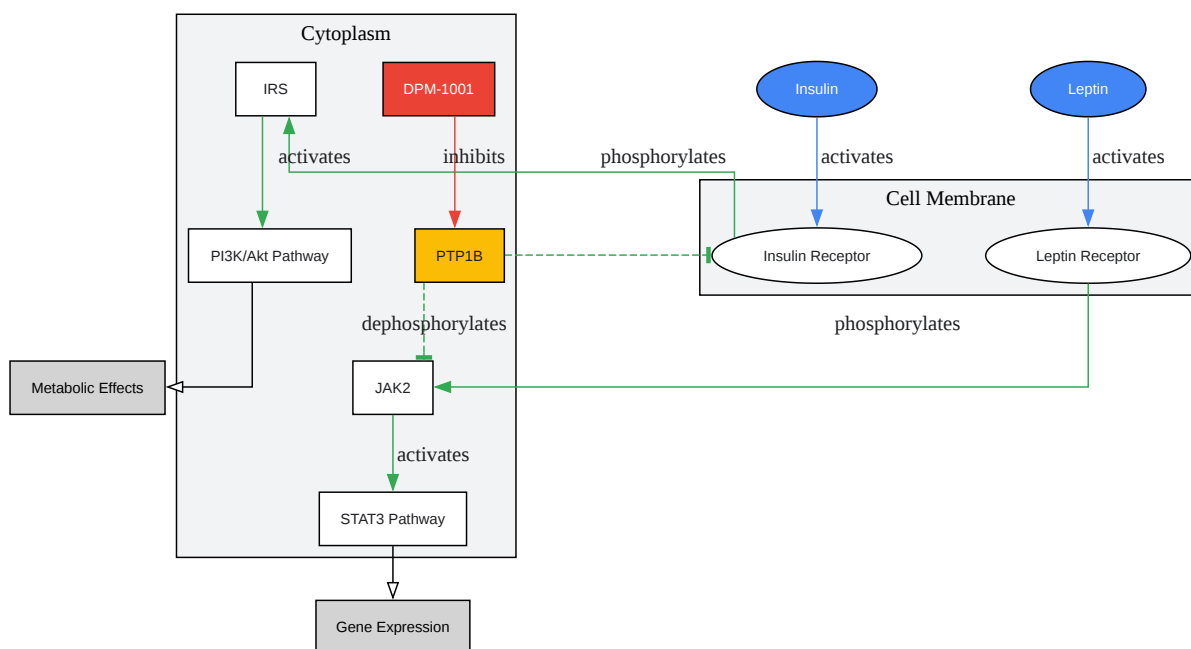 Cytoplasm
IRS
DPM-1001
Insulin
Leptin
activates
inhibits
phosphorylates
activates
activates
Cell Membrane
PI3K/Akt Pathway
PTP1B
Insulin Receptor
Leptin Receptor
dephosphorylates
phosphorylates
Metabolic Effects
JAK2
activates
STAT3 Pathway
Gene Expression